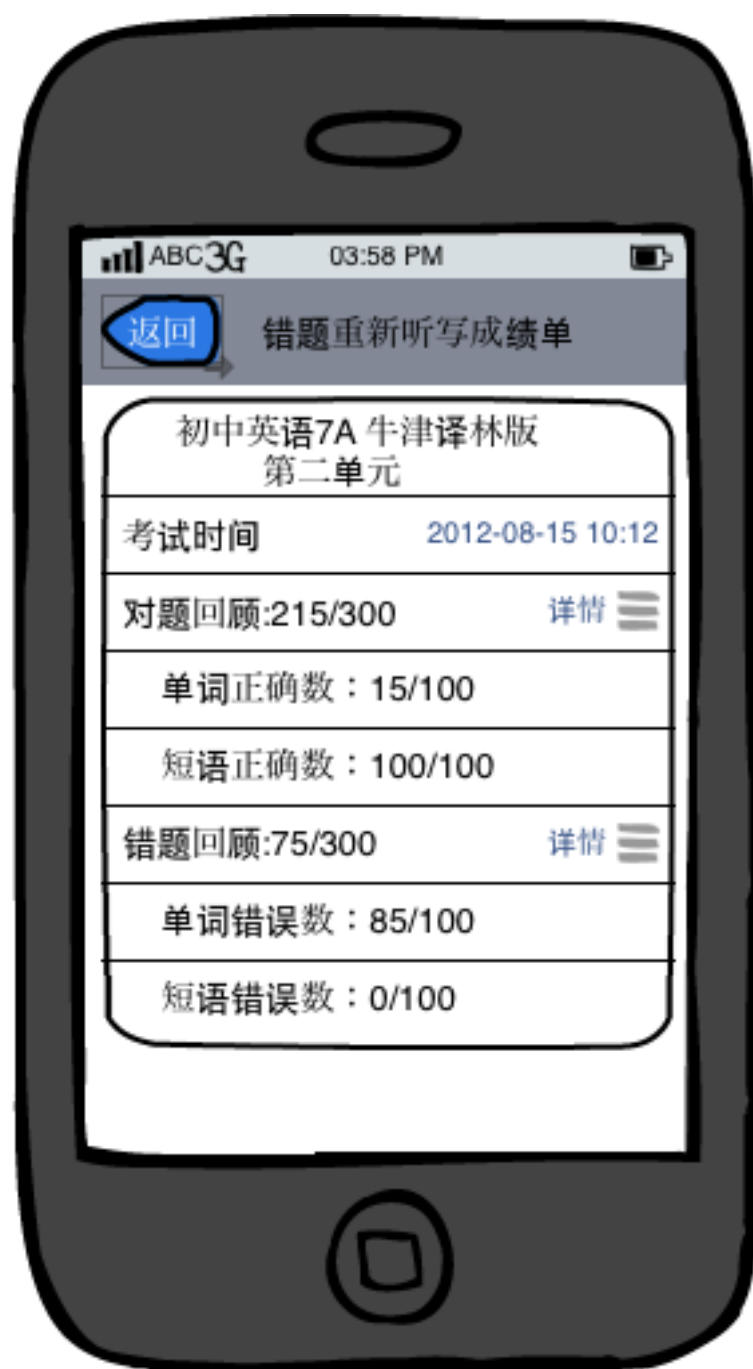 ABC 3G 03:58 PM
返回 错题重新听写成绩单
初中英语7A 牛津译林版
第二单元
考试时间 2012-08-15 10:12
对题回顾:215/300 详情
单词正确数：15/100
短语正确数：100/100
错题回顾:75/300 详情
单词错误数：85/100
短语错误数：0/100